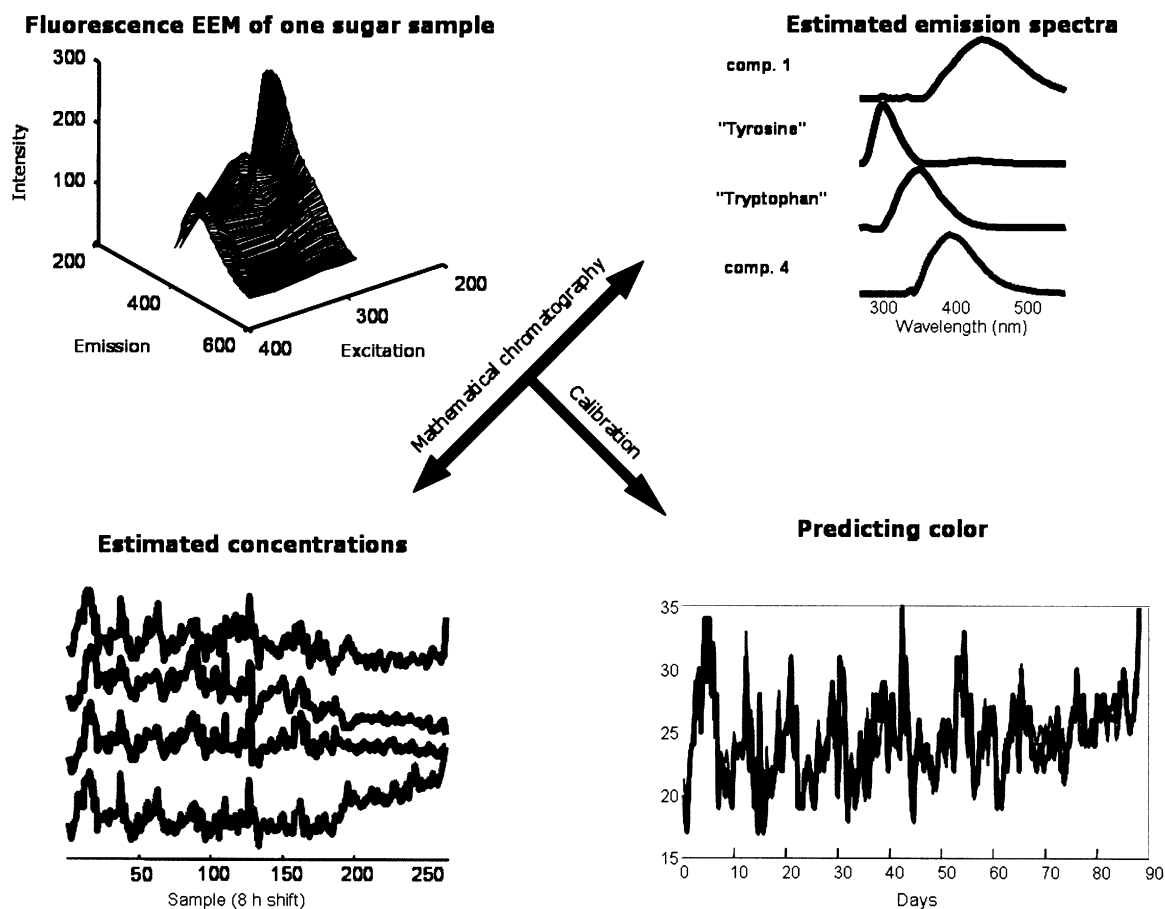 Fluorescence EEM of one sugar sample
300
200
100
Intensity
200
400
600
Emission
400
300
200
Excitation
Estimated emission spectra
comp. 1
"Tyrosine"
"Tryptophan"
comp. 4
300 400 500
Wavelength (nm)
Mathematical chromatography
Calibration
Estimated concentrations
50 100 150 200 250
Sample (8 h shift)
Predicting color
35
30
25
20
15
0 10 20 30 40 50 60 70 80 90
Days